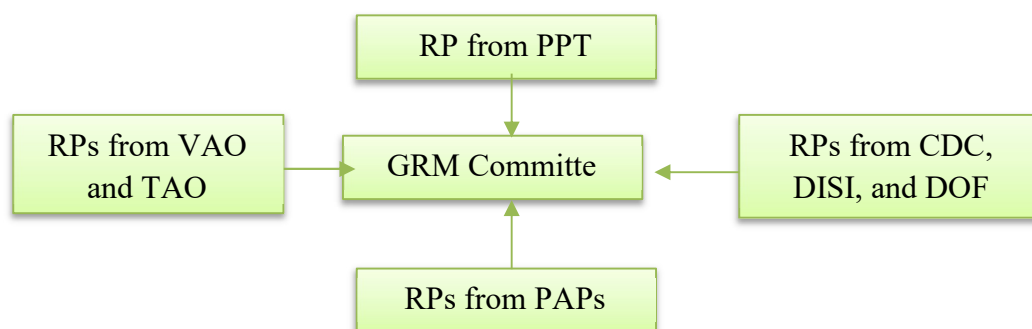 RP from PPT
RPs from VAO
and TAO
GRM Committe
RPs from CDC,
DISI, and DOF
RPs from PAPs